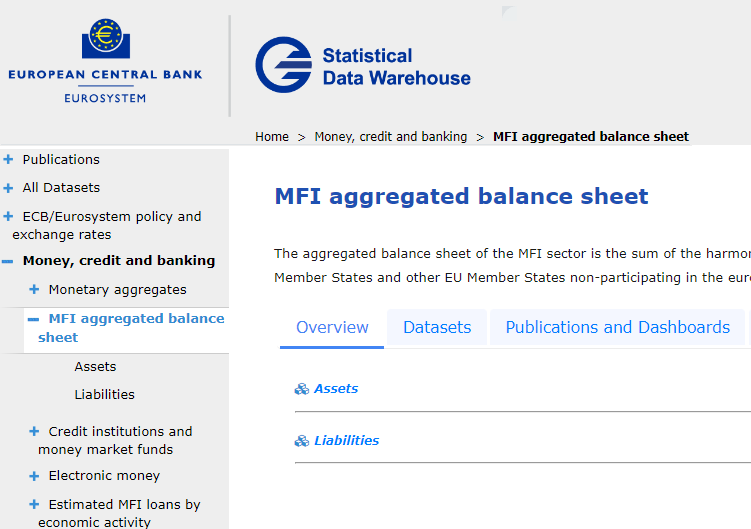 EUROPEAN CENTRAL BANK
EUROSYSTEM
Statistical
Data Warehouse
Home > Money, credit and banking > MFI aggregated balance sheet
Publications
All Datasets
ECB/Eurosystem policy and
exchange rates
Money, credit and banking
Monetary aggregates
MFI aggregated balance
sheet
Assets
Liabilities
Credit institutions and
money market funds
Electronic money
Estimated MFI loans by
economic activity
MFI aggregated balance sheet
The aggregated balance sheet of the MFI sector is the sum of the
Member States and other EU Member States non-participating in the
Overview Datasets Publications and Dashboards
Assets
Liabilities